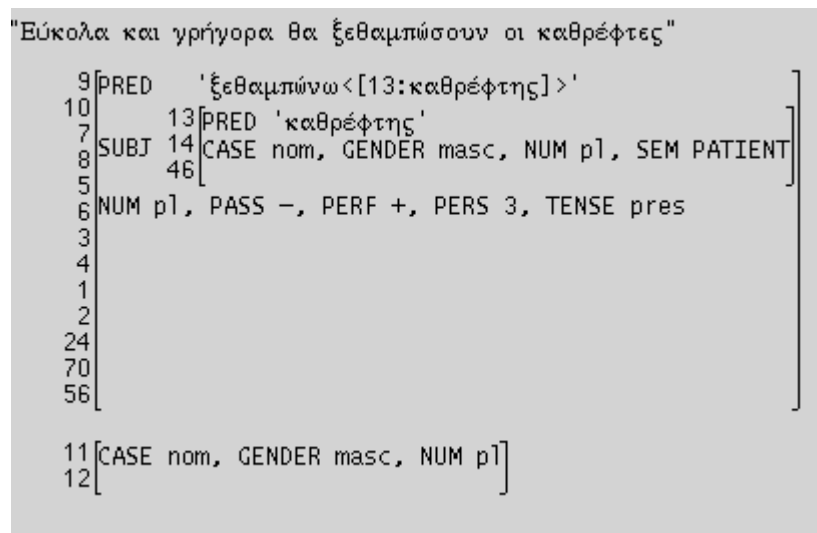 "Εύκολα και γρήγορα θα ξεθαμπώσουν οι καθρέφτες"
9 PRED 'ξεθαμπώνω<[13:καθρέφτης]>'
10
13 PRED 'καθρέφτης'
7
SUBJ 14 CASE nom, GENDER masc, NUM pl, SEM PATIENT
8
46
5
6 NUM pl, PASS −, PERF +, PERS 3, TENSE pres
3
4
1
2
24
70
56
11 CASE nom, GENDER masc, NUM pl
12